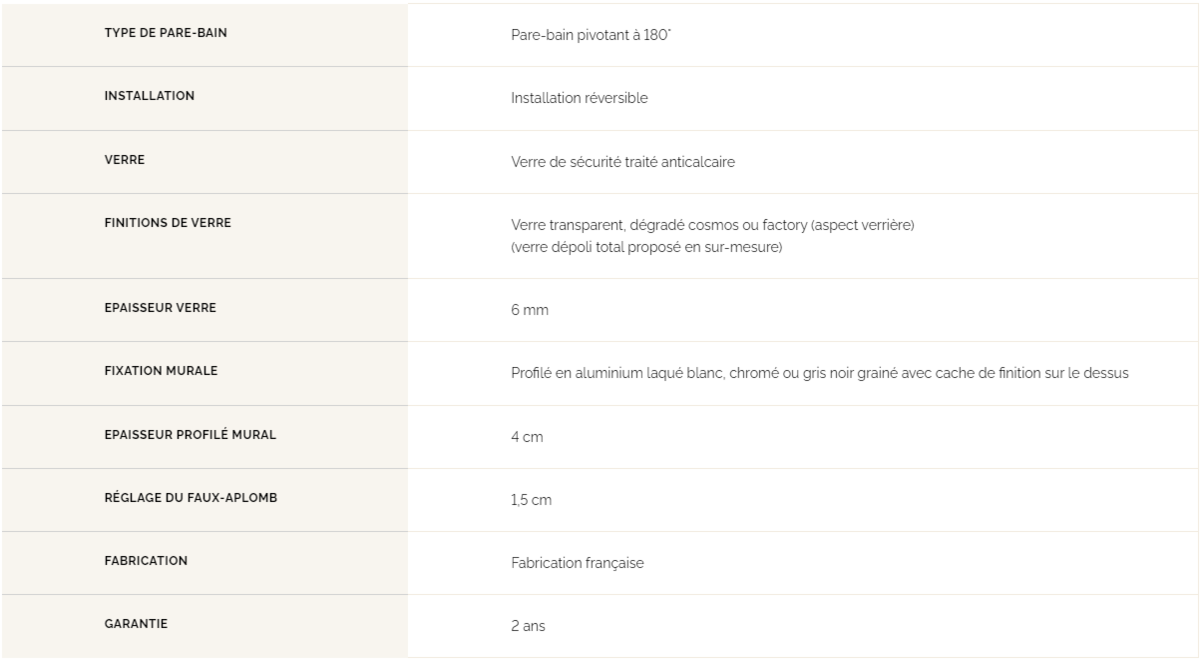 TYPE DE PARE-BAIN
Pare-bain pivotant à 180°
INSTALLATION
Installation réversible
VERRE
Verre de sécurité traité anticalcaire
FINITIONS DE VERRE
Verre transparent, dégradé cosmos ou factory (aspect verrière)
(verre dépoli total proposé en sur-mesure)
EPAISSEUR VERRE
6 mm
FIXATION MURALE
Profilé en aluminium laqué blanc, chromé ou gris noir grainé avec cache de finition sur le dessus
EPAISSEUR PROFILÉ MURAL
4 cm
RÉGLAGE DU FAUX-APLOMB
1,5 cm
FABRICATION
Fabrication française
GARANTIE
2 ans